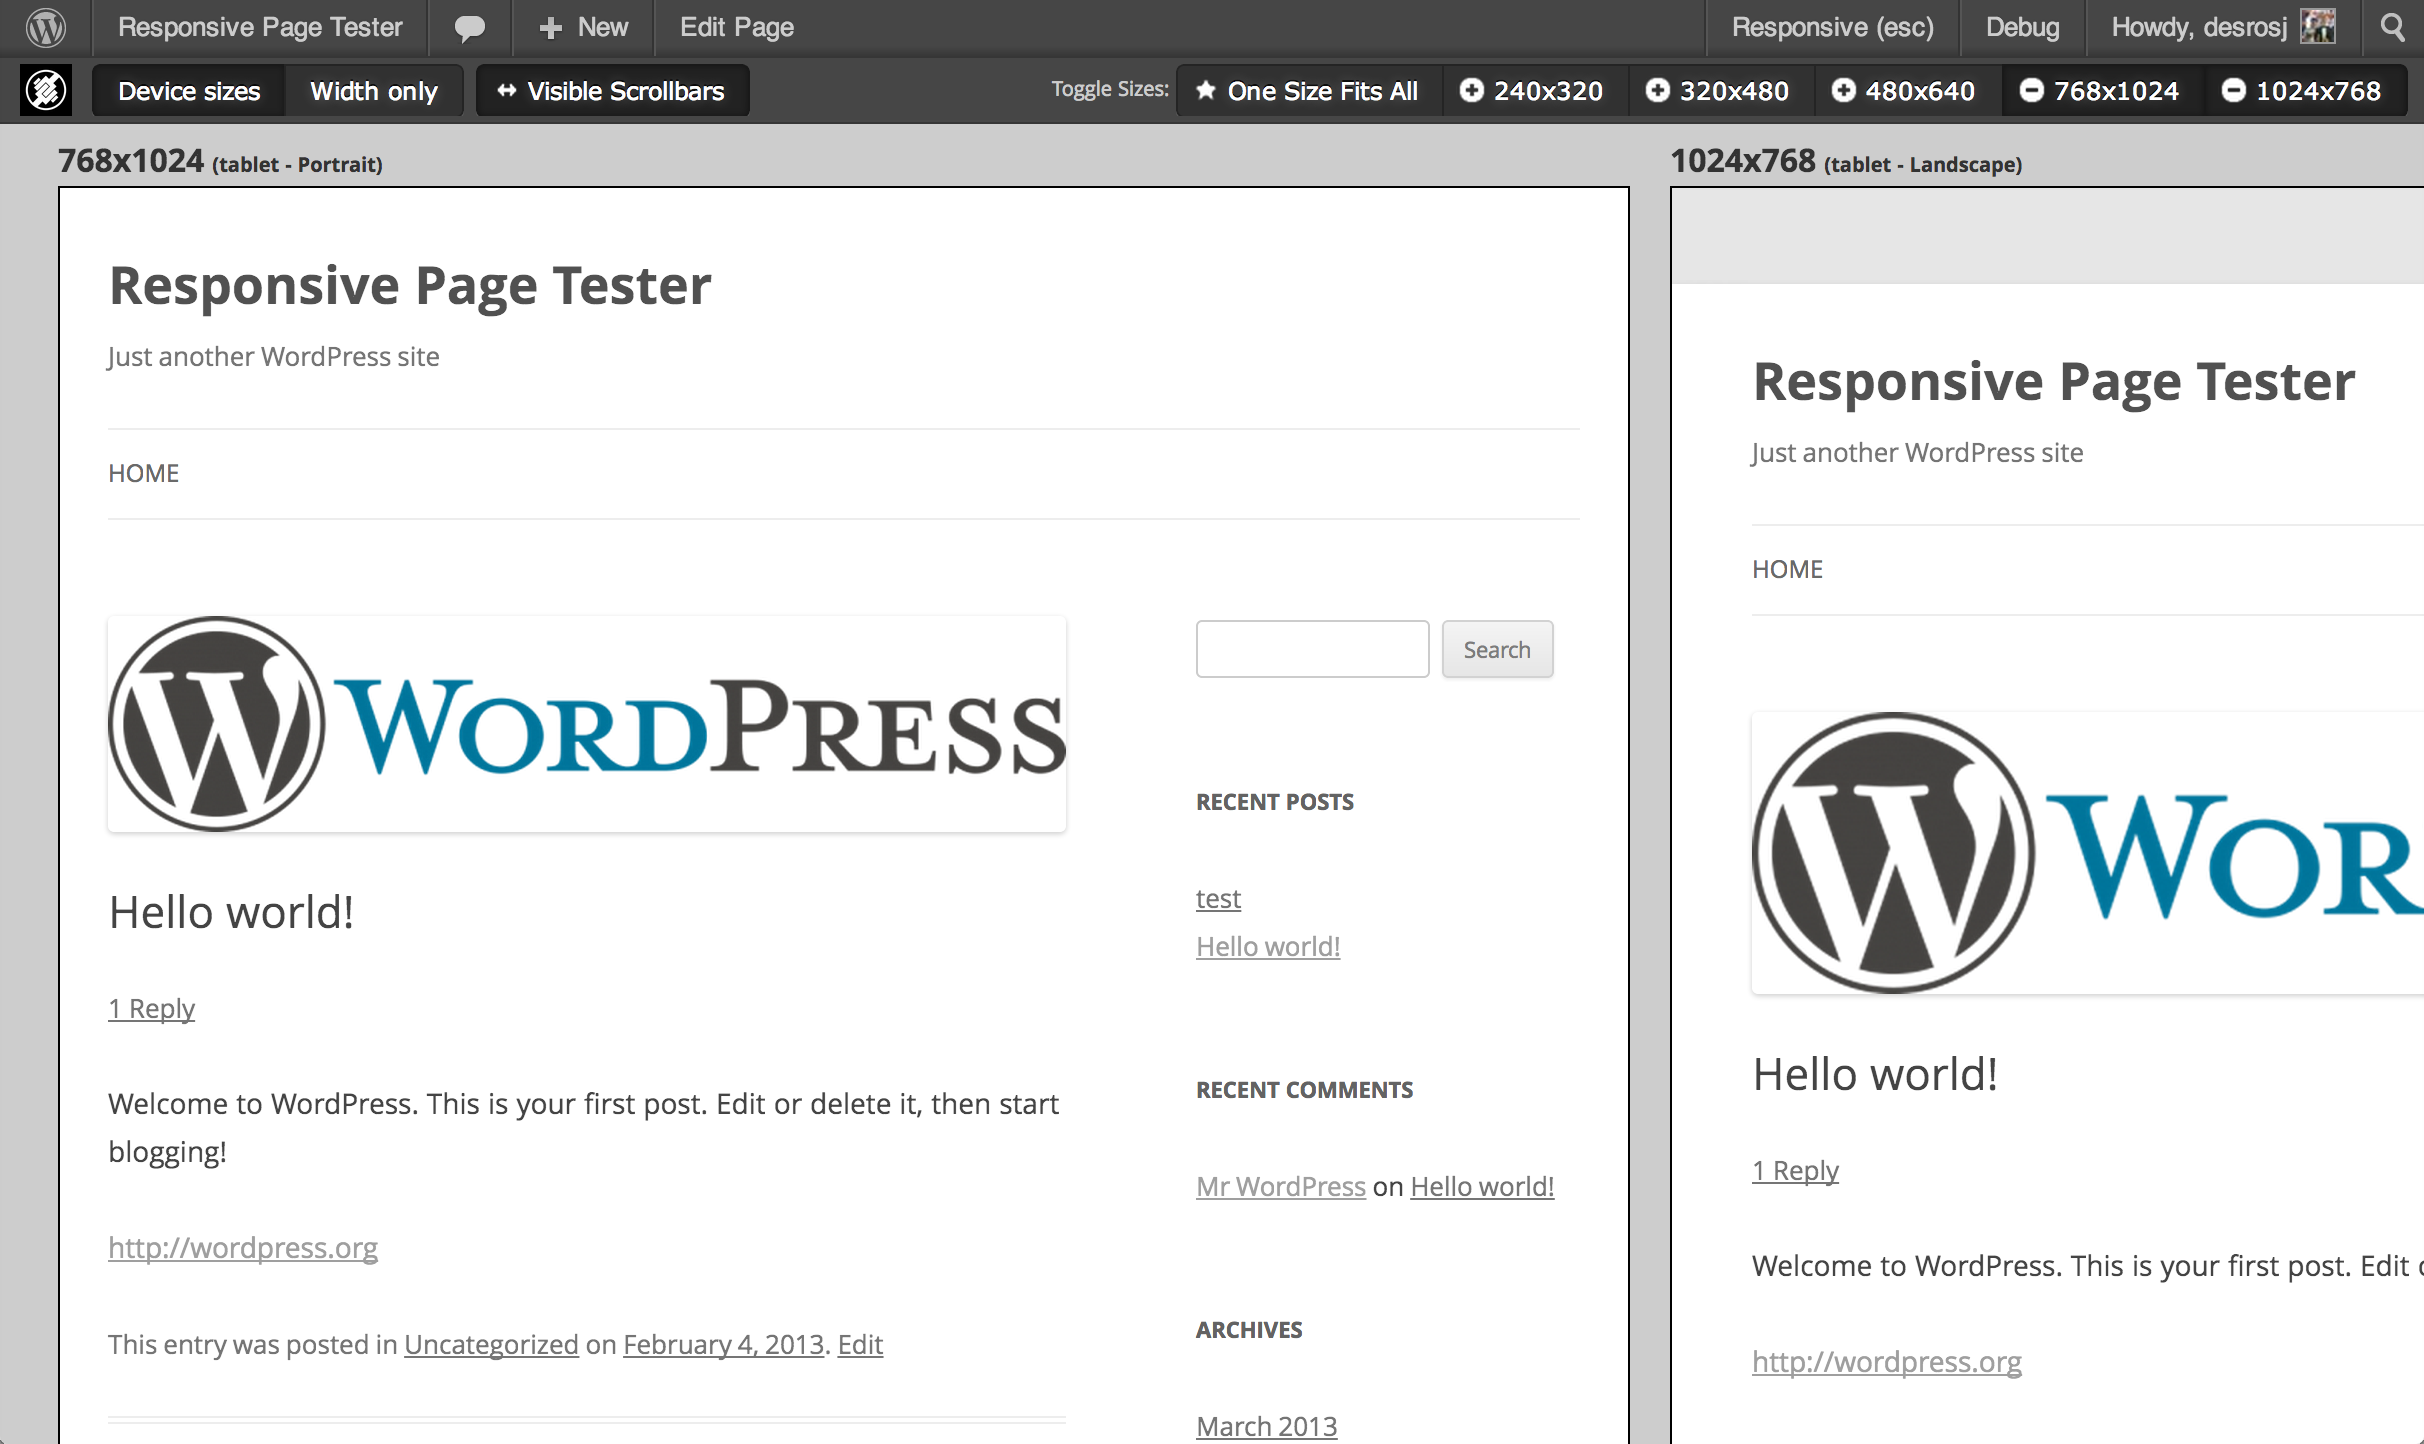 Responsive Page Tester New Edit Page Responsive (esc) Debug Howdy, desrosj
Device sizes Width only Visible Scrollbars Toggle Sizes: One Size Fits All 240x320 320x480 480x640 768x1024 1024x768
768x1024 (tablet - Portrait)
Responsive Page Tester
Just another WordPress site
HOME
WORDPRESS
Hello world!
1 Reply
Welcome to WordPress. This is your first post. Edit or delete it, then start
blogging!
http://wordpress.org
This entry was posted in Uncategorized on February 4, 2013. Edit
Search
RECENT POSTS
test
Hello world!
RECENT COMMENTS
Mr WordPress on Hello world!
ARCHIVES
March 2013
1024x768 (tablet - Landscape)
Responsive Page Tester
Just another WordPress site
HOME
WOR
Hello world!
1 Reply
Welcome to WordPress. This is your first post. Edit
http://wordpress.org